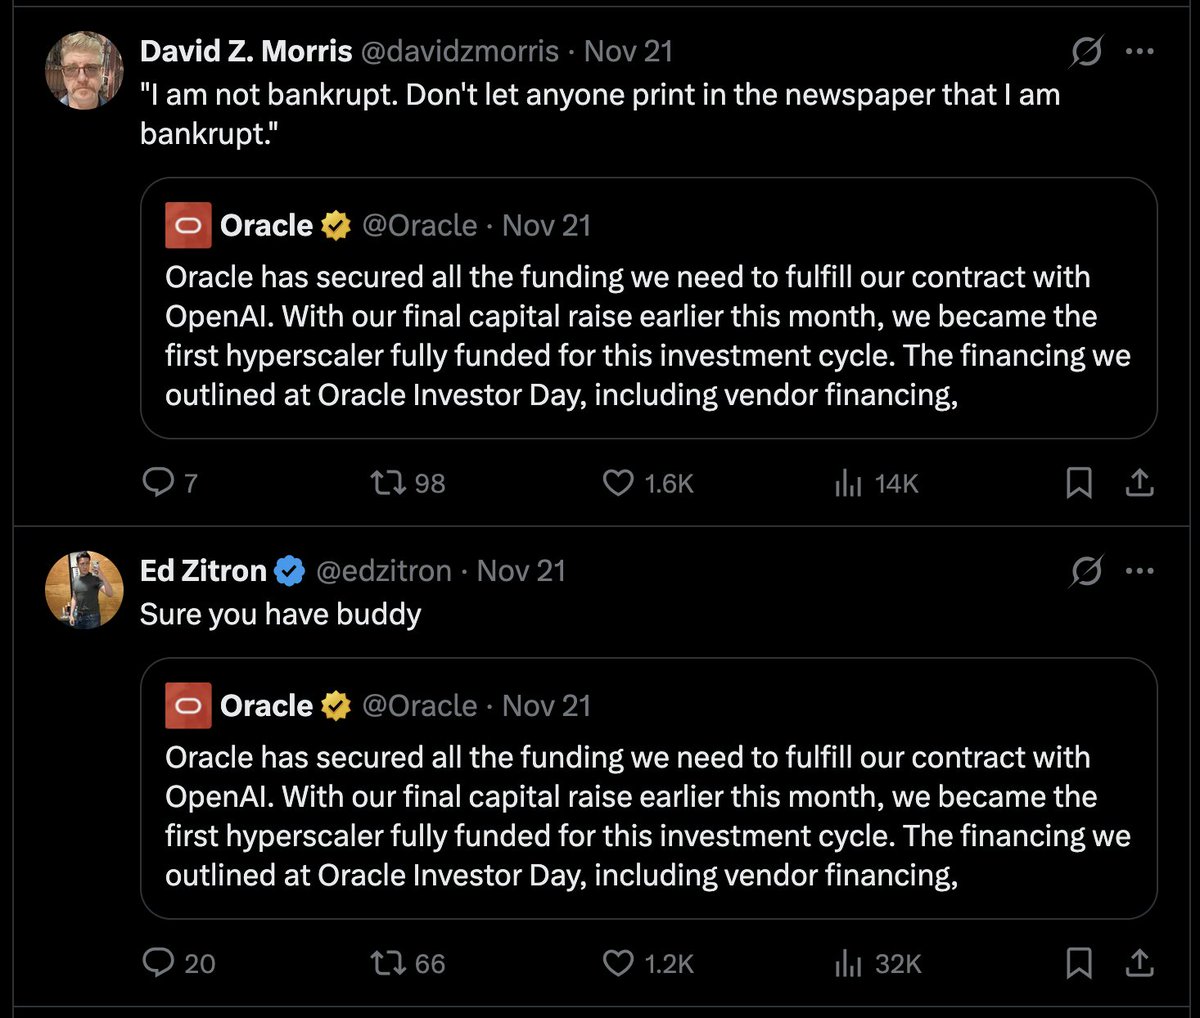 David Z. Morris @davidzmorris · Nov 21
"I am not bankrupt. Don't let anyone print in the newspaper that I am
bankrupt."
Oracle @Oracle · Nov 21
Oracle has secured all the funding we need to fulfill our contract with
OpenAI. With our final capital raise earlier this month, we became the
first hyperscaler fully funded for this investment cycle. The financing we
outlined at Oracle Investor Day, including vendor financing,
7 98 1.6K 14K
Ed Zitron @edzitron · Nov 21
Sure you have buddy
Oracle @Oracle · Nov 21
Oracle has secured all the funding we need to fulfill our contract with
OpenAI. With our final capital raise earlier this month, we became the
first hyperscaler fully funded for this investment cycle. The financing we
outlined at Oracle Investor Day, including vendor financing,
20 66 1.2K 32K